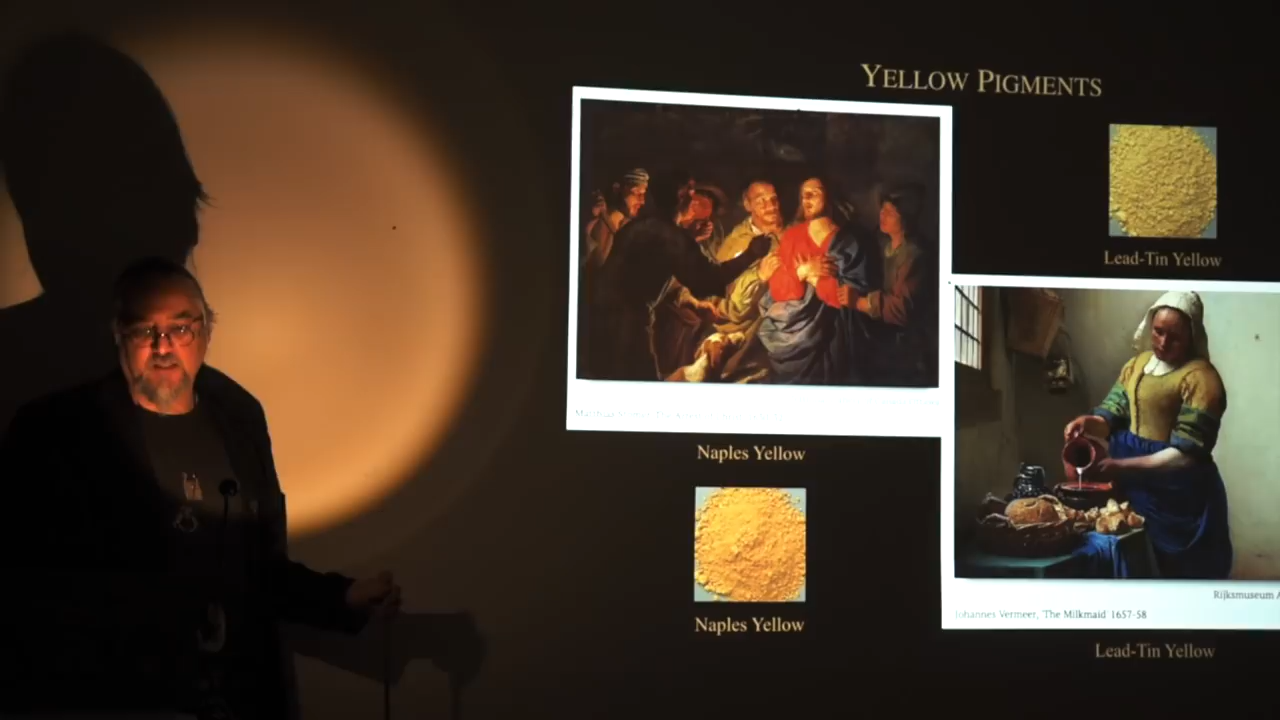 YELLOW PIGMENTS
Lead-Tin Yellow
Naples Yellow
Naples Yellow
Rijksmuseum A
Johannes Vermeer, 'The Milkmaid' 1657-58
Lead-Tin Yellow